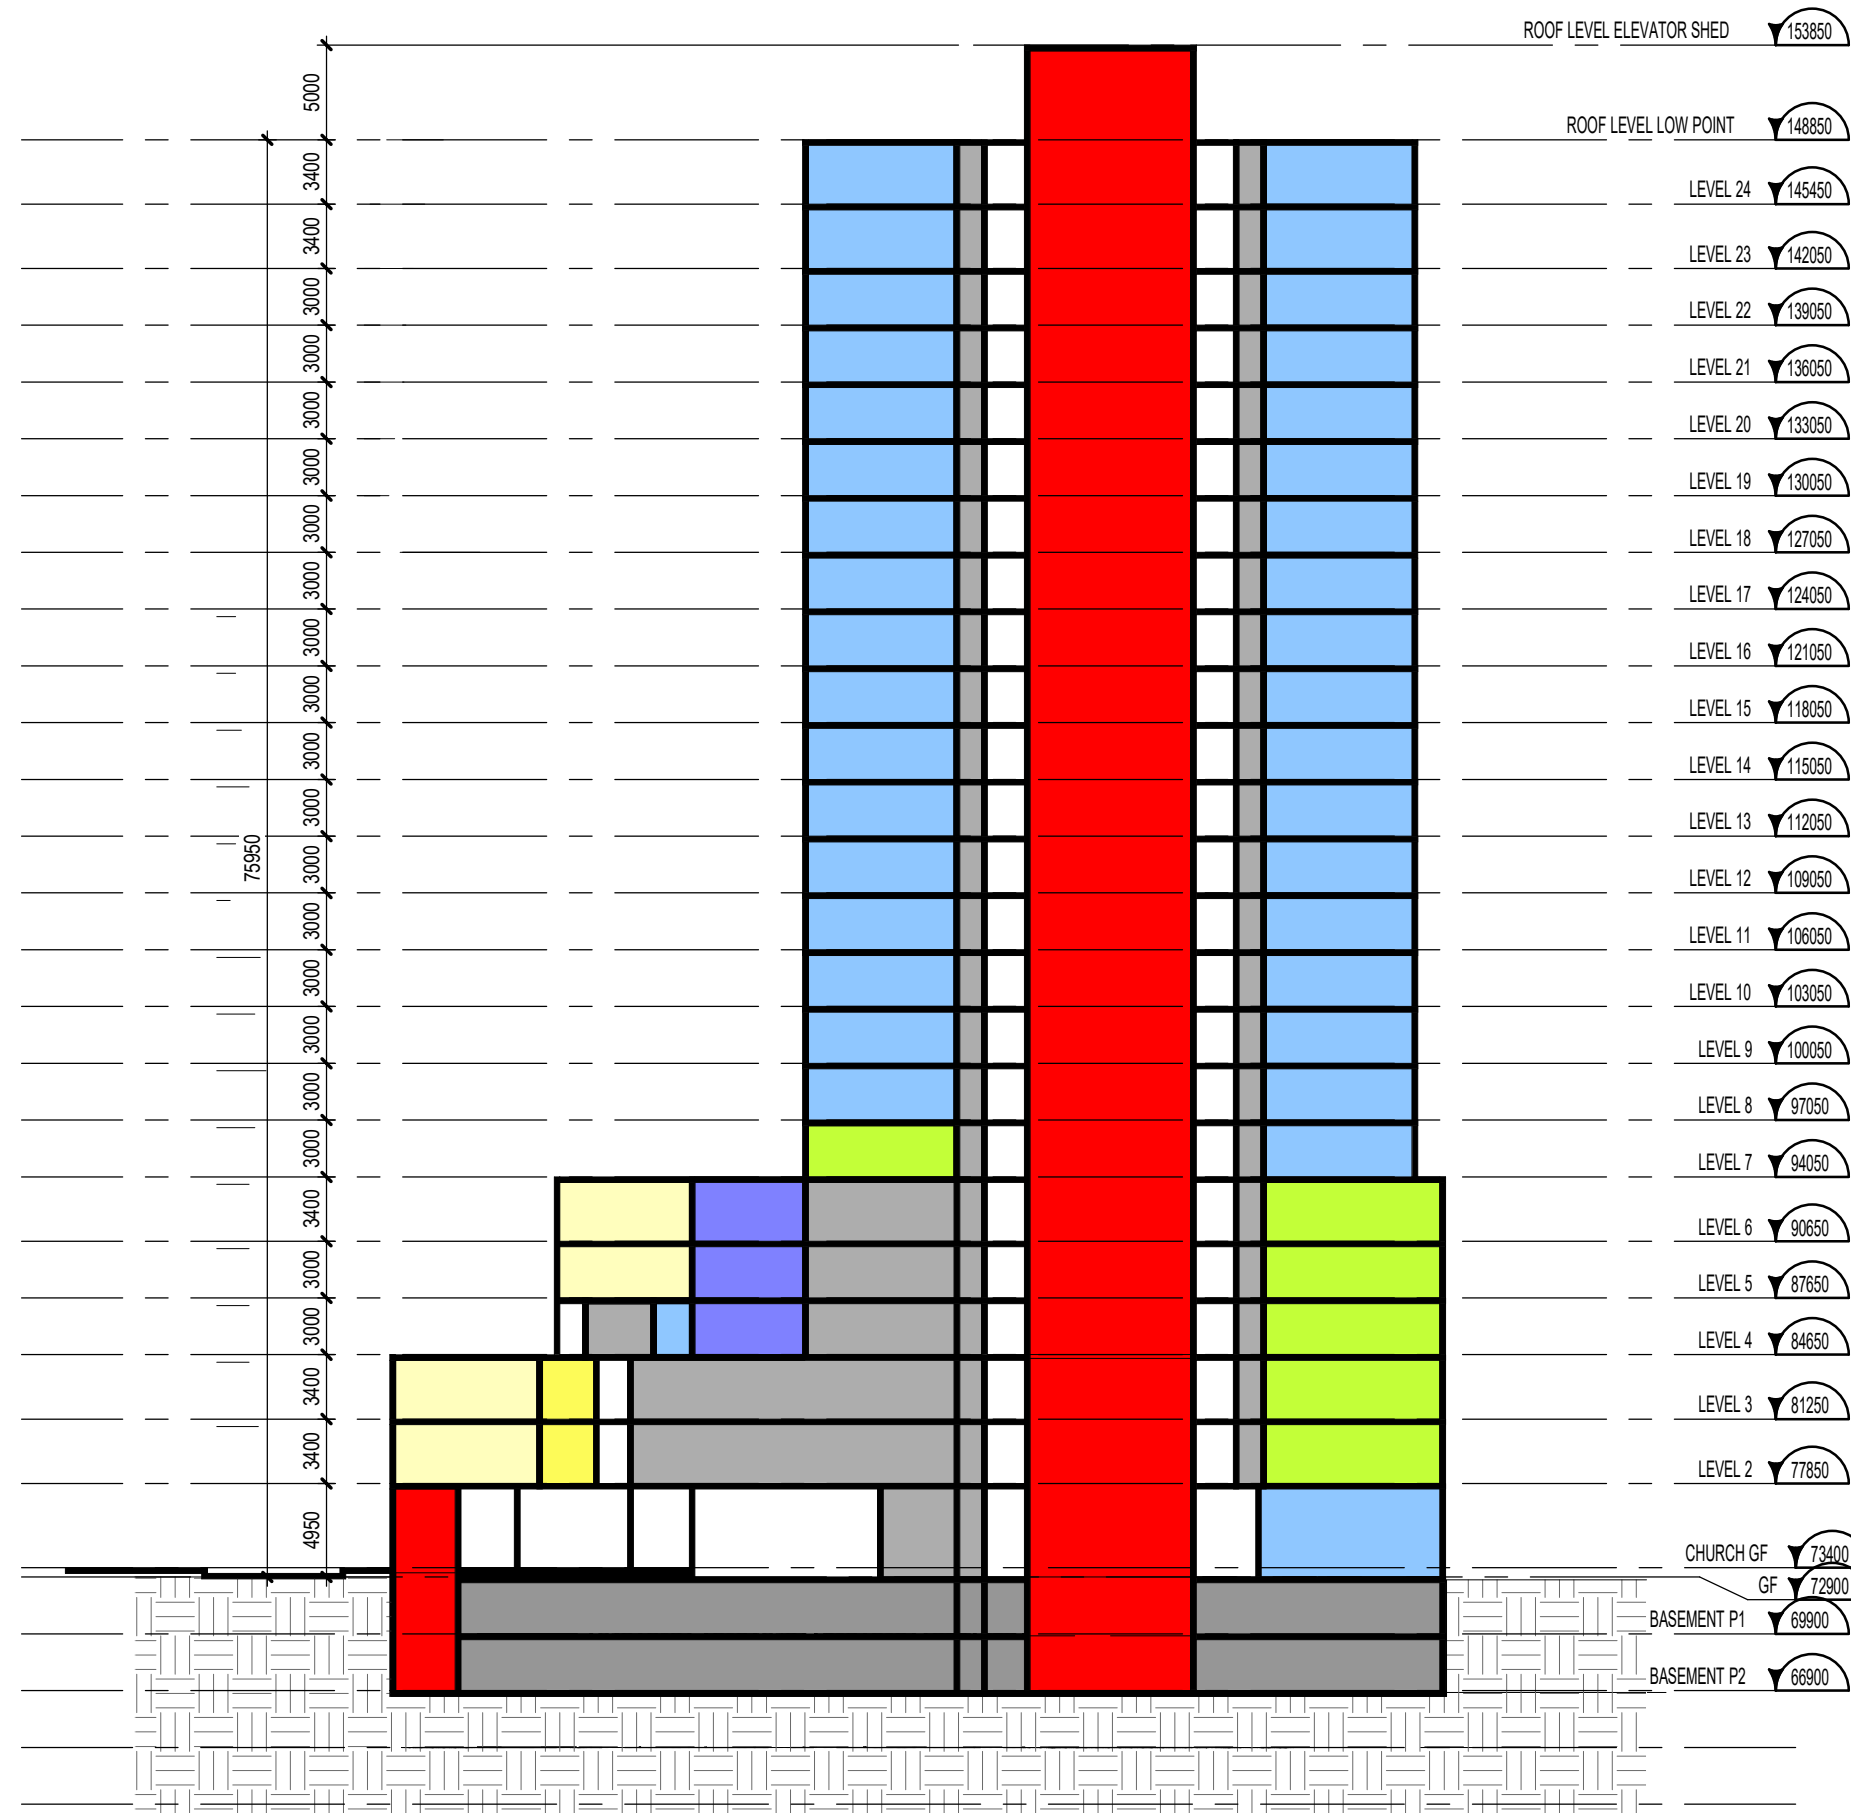 ROOF LEVEL ELEVATOR SHED 153850
5000
ROOF LEVEL LOW POINT 148850
3400
LEVEL 24 145450
3400
LEVEL 23 142050
3000
LEVEL 22 139050
3000
LEVEL 21 136050
3000
LEVEL 20 133050
3000
LEVEL 19 130050
3000
LEVEL 18 127050
3000
LEVEL 17 124050
3000
LEVEL 16 121050
3000
LEVEL 15 118050
3000
LEVEL 14 115050
3000
LEVEL 13 112050
75950
3000
LEVEL 12 109050
3000
LEVEL 11 106050
3000
LEVEL 10 103050
3000
LEVEL 9 100050
3000
LEVEL 8 97050
3000
LEVEL 7 94050
3400
LEVEL 6 90650
3000
LEVEL 5 87650
3000
LEVEL 4 84650
3400
LEVEL 3 81250
3400
LEVEL 2 77850
4950
CHURCH GF 73400
GF 72900
BASEMENT P1 69900
BASEMENT P2 66900